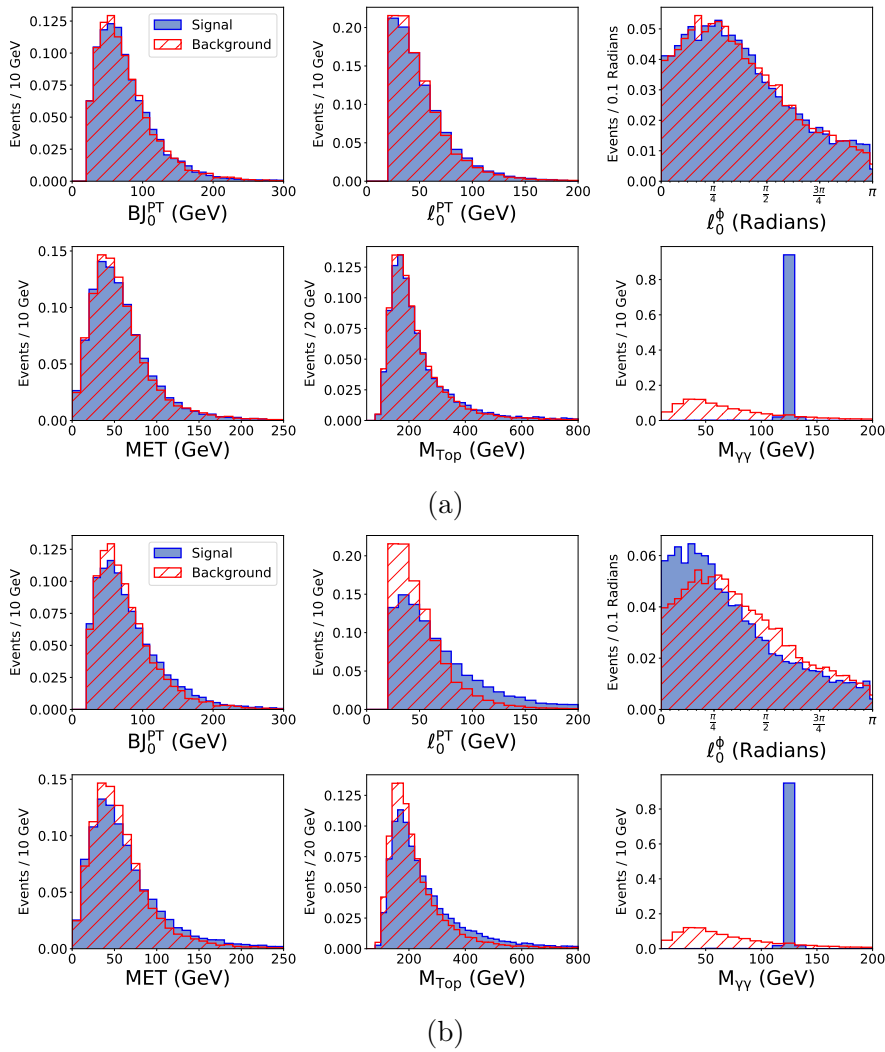 Events / 10 GeV
0.125
0.100
0.075
0.050
0.025
0.000
0 100 200 300
BJ₀ᴾᵀ (GeV)
Signal
Background
Events / 10 GeV
0.20
0.15
0.10
0.05
0.00
0 50 100 150 200
ℓ₀ᴾᵀ (GeV)
Events / 0.1 Radians
0.05
0.04
0.03
0.02
0.01
0.00
0 π/4 π/2 3π/4 π
ℓ₀ᶲ (Radians)
Events / 10 GeV
0.15
0.10
0.05
0.00
0 50 100 150 200 250
MET (GeV)
Events / 20 GeV
0.125
0.100
0.075
0.050
0.025
0.000
200 400 600 800
M_Top (GeV)
Events / 10 GeV
0.8
0.6
0.4
0.2
0.0
50 100 150 200
M_γγ (GeV)
(a)
Events / 10 GeV
0.125
0.100
0.075
0.050
0.025
0.000
0 100 200 300
BJ₀ᴾᵀ (GeV)
Signal
Background
Events / 10 GeV
0.20
0.15
0.10
0.05
0.00
0 50 100 150 200
ℓ₀ᴾᵀ (GeV)
Events / 0.1 Radians
0.06
0.04
0.02
0.00
0 π/4 π/2 3π/4 π
ℓ₀ᶲ (Radians)
Events / 10 GeV
0.15
0.10
0.05
0.00
0 50 100 150 200 250
MET (GeV)
Events / 20 GeV
0.125
0.100
0.075
0.050
0.025
0.000
200 400 600 800
M_Top (GeV)
Events / 10 GeV
0.8
0.6
0.4
0.2
0.0
50 100 150 200
M_γγ (GeV)
(b)